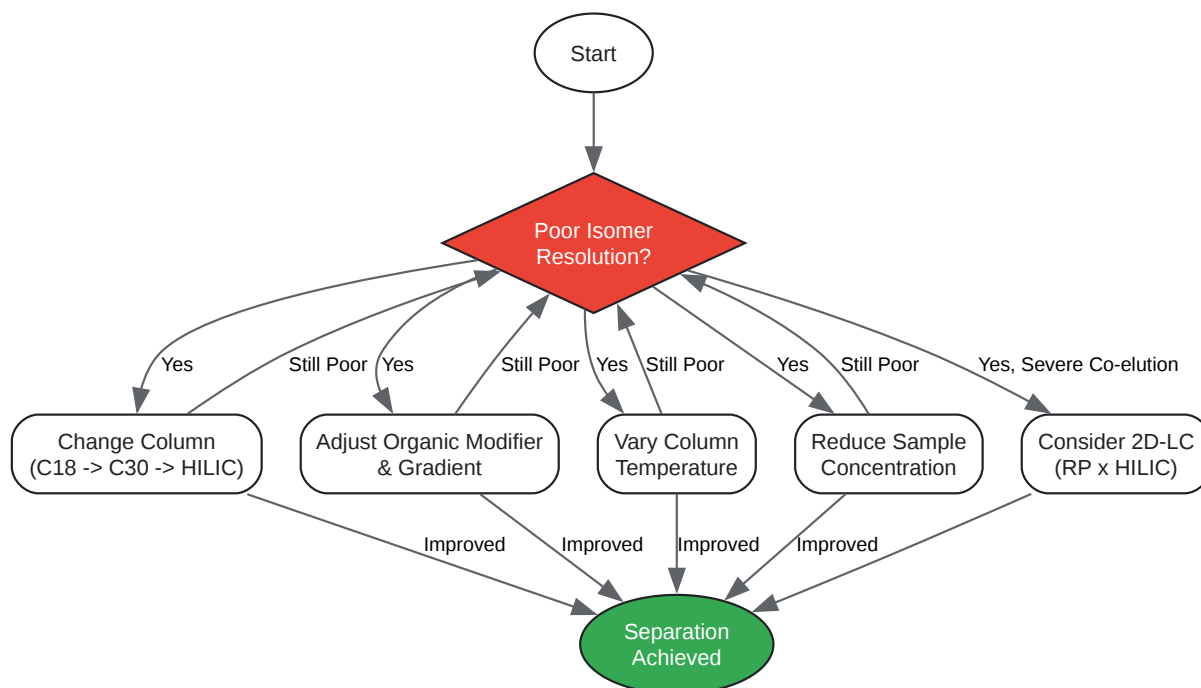 Start
Poor Isomer
Resolution?
Yes
Still Poor
Yes
Still Poor
Yes
Still Poor
Yes
Still Poor
Yes, Severe Co-elution
Change Column
(C18 -> C30 -> HILIC)
Adjust Organic Modifier
& Gradient
Vary Column
Temperature
Reduce Sample
Concentration
Consider 2D-LC
(RP x HILIC)
Improved
Improved
Improved
Improved
Separation
Achieved